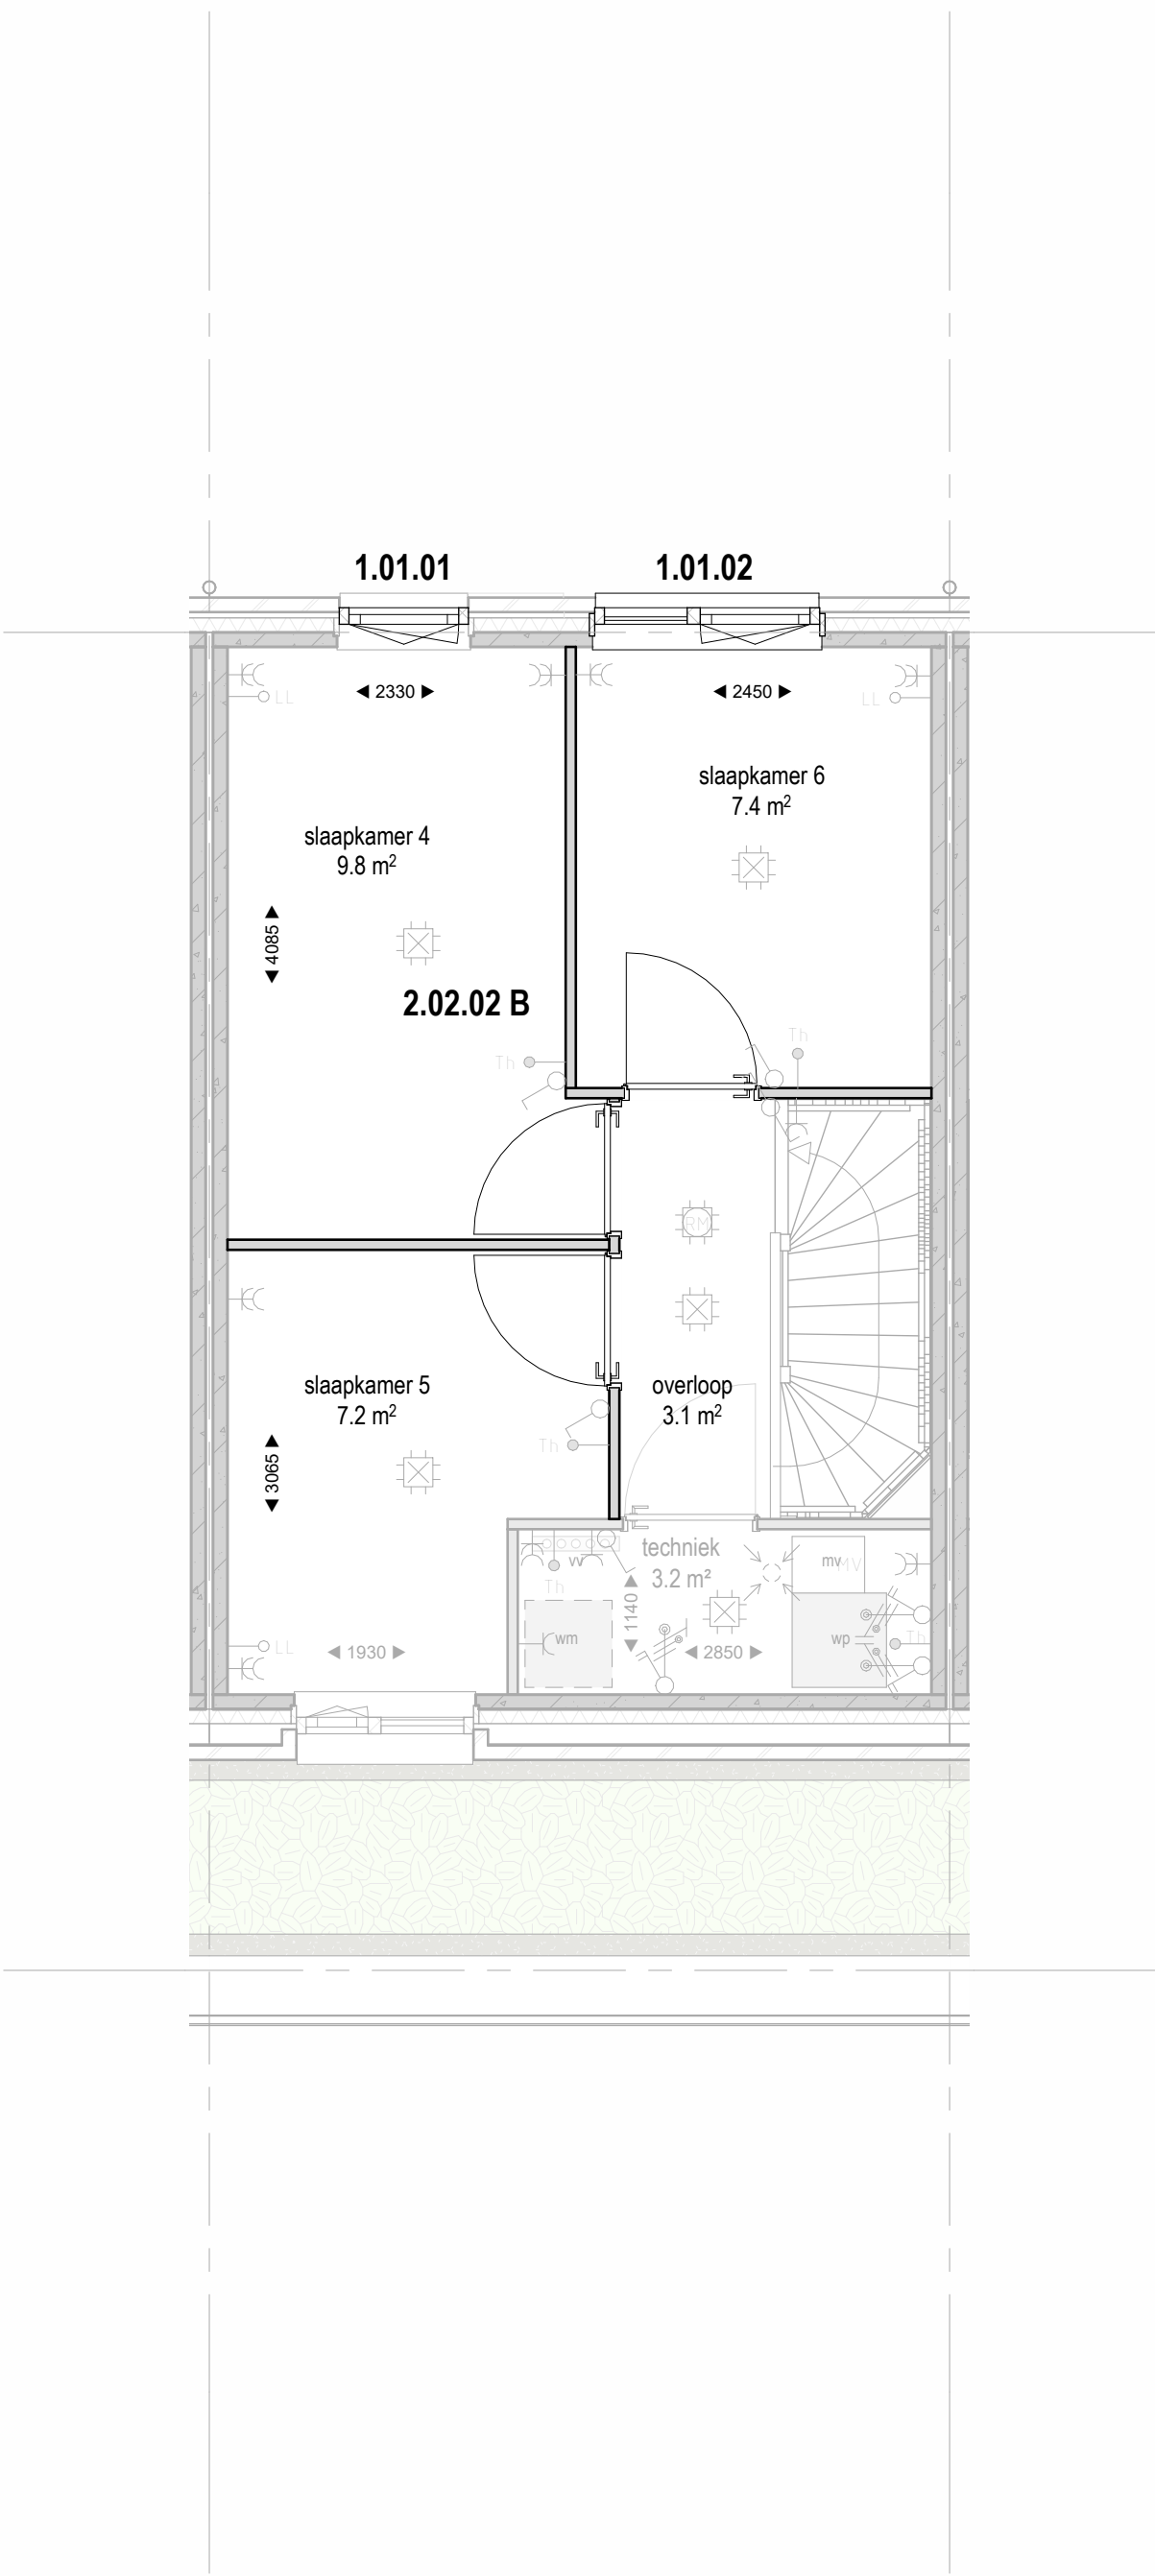 1.01.01
1.01.02
LL
2330
2450
LL
slaapkamer 6
7.4 m²
slaapkamer 4
9.8 m²
4085
2.02.02 B
Th
Th
RM
slaapkamer 5
7.2 m²
overloop
3.1 m²
3065
Th
techniek
3.2 m²
vv
mv
MV
Th
1140
wm
wp
Th
LL
1930
2850